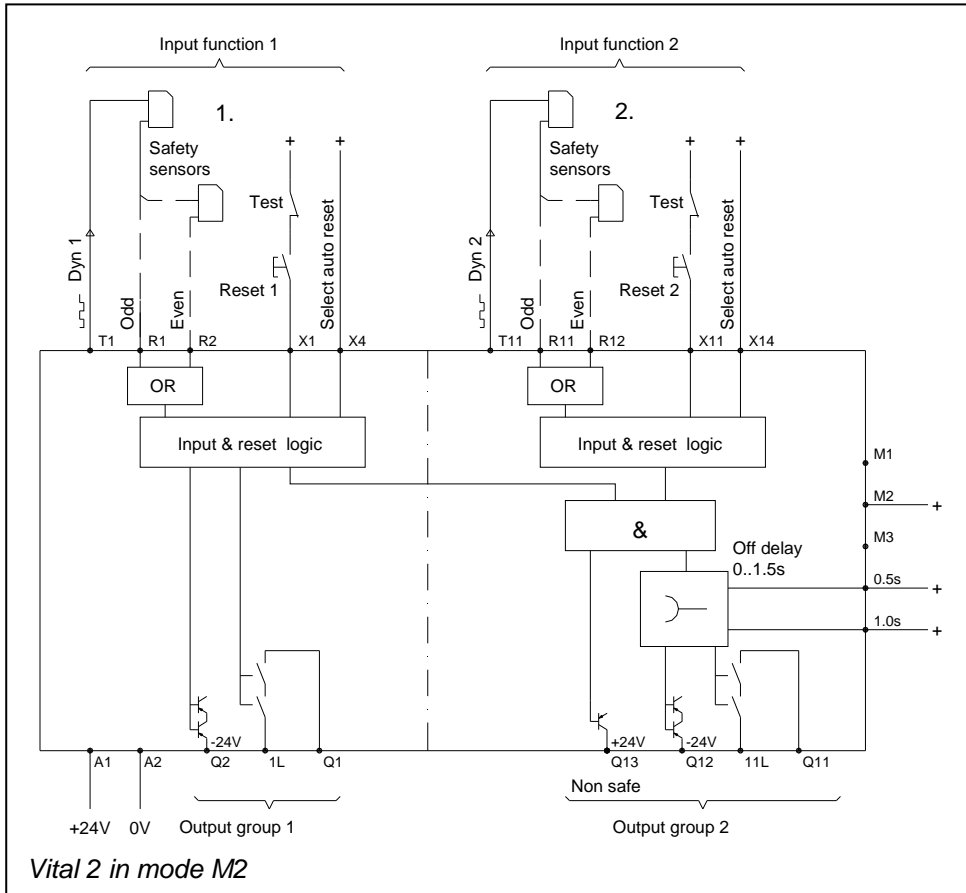 Input function 1
Input function 2
1.
2.
Safety
sensors
Safety
sensors
+
+
+
+
Test
Test
Dyn 1
Odd
Even
Reset 1
Select auto reset
Dyn 2
Odd
Even
Reset 2
Select auto reset
T1
R1
R2
X1
X4
T11
R11
R12
X11
X14
OR
OR
Input & reset logic
Input & reset logic
M1
M2
+
&
M3
Off delay
0..1.5s
0.5s
+
1.0s
+
-24V
+24V
-24V
A1
A2
Q2
1L
Q1
Q13
Q12
11L
Q11
Non safe
+24V
0V
Output group 1
Output group 2
Vital 2 in mode M2